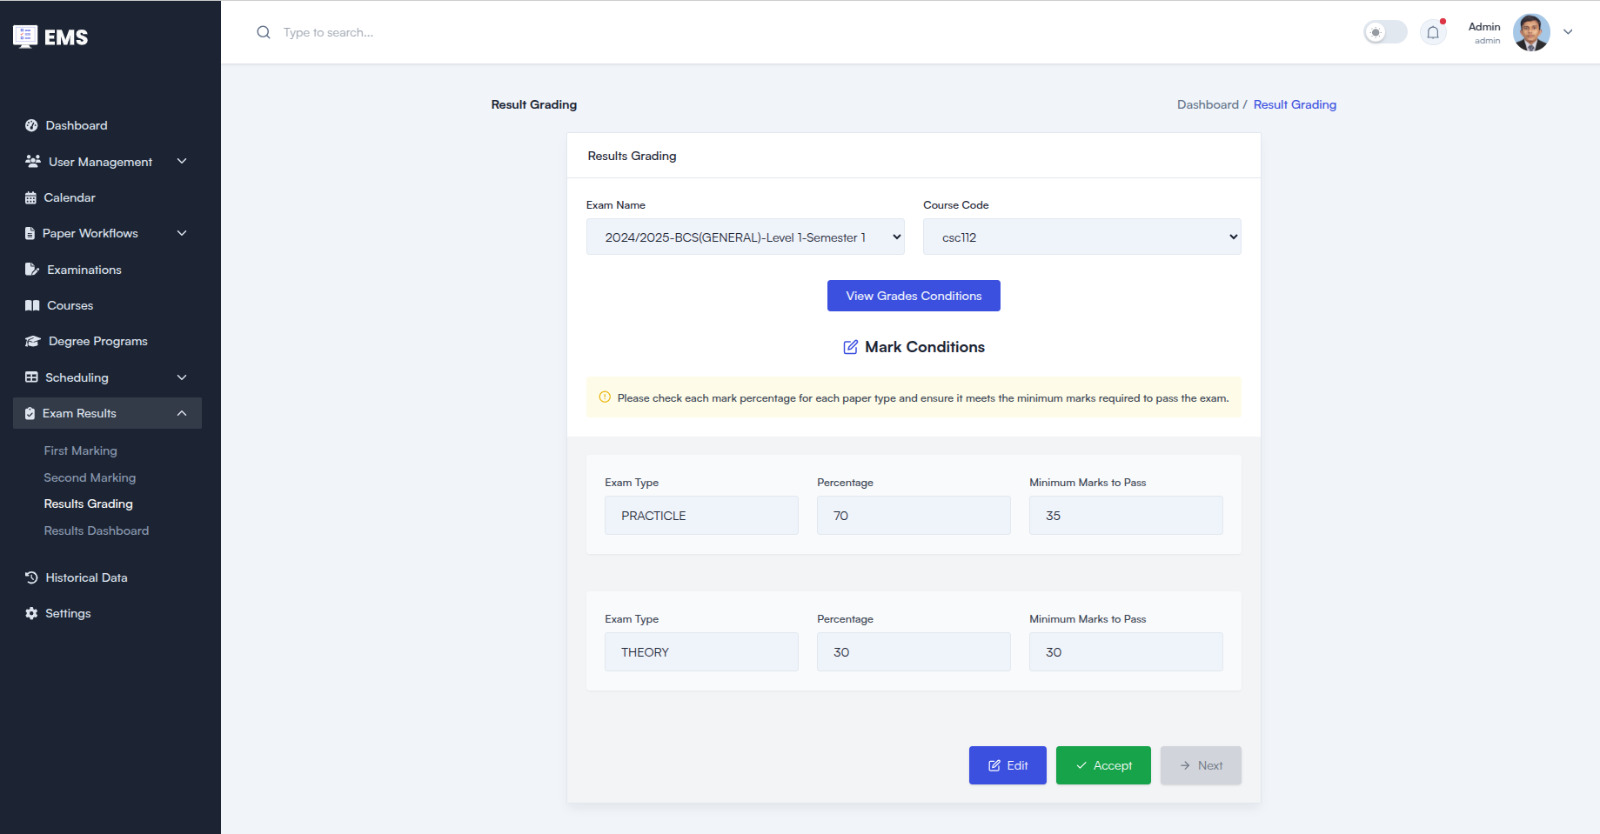 EMS
Type to search...
Admin
admin
Dashboard
User Management
Calendar
Paper Workflows
Examinations
Courses
Degree Programs
Scheduling
Exam Results
First Marking
Second Marking
Results Grading
Results Dashboard
Historical Data
Settings
Result Grading
Dashboard / Result Grading
Results Grading
Exam Name
Course Code
2024/2025-BCS(GENERAL)-Level 1-Semester 1
csc112
View Grades Conditions
Mark Conditions
Please check each mark percentage for each paper type and ensure it meets the minimum marks required to pass the exam.
Exam Type
Percentage
Minimum Marks to Pass
PRACTICLE
70
35
Exam Type
Percentage
Minimum Marks to Pass
THEORY
30
30
Edit
Accept
Next